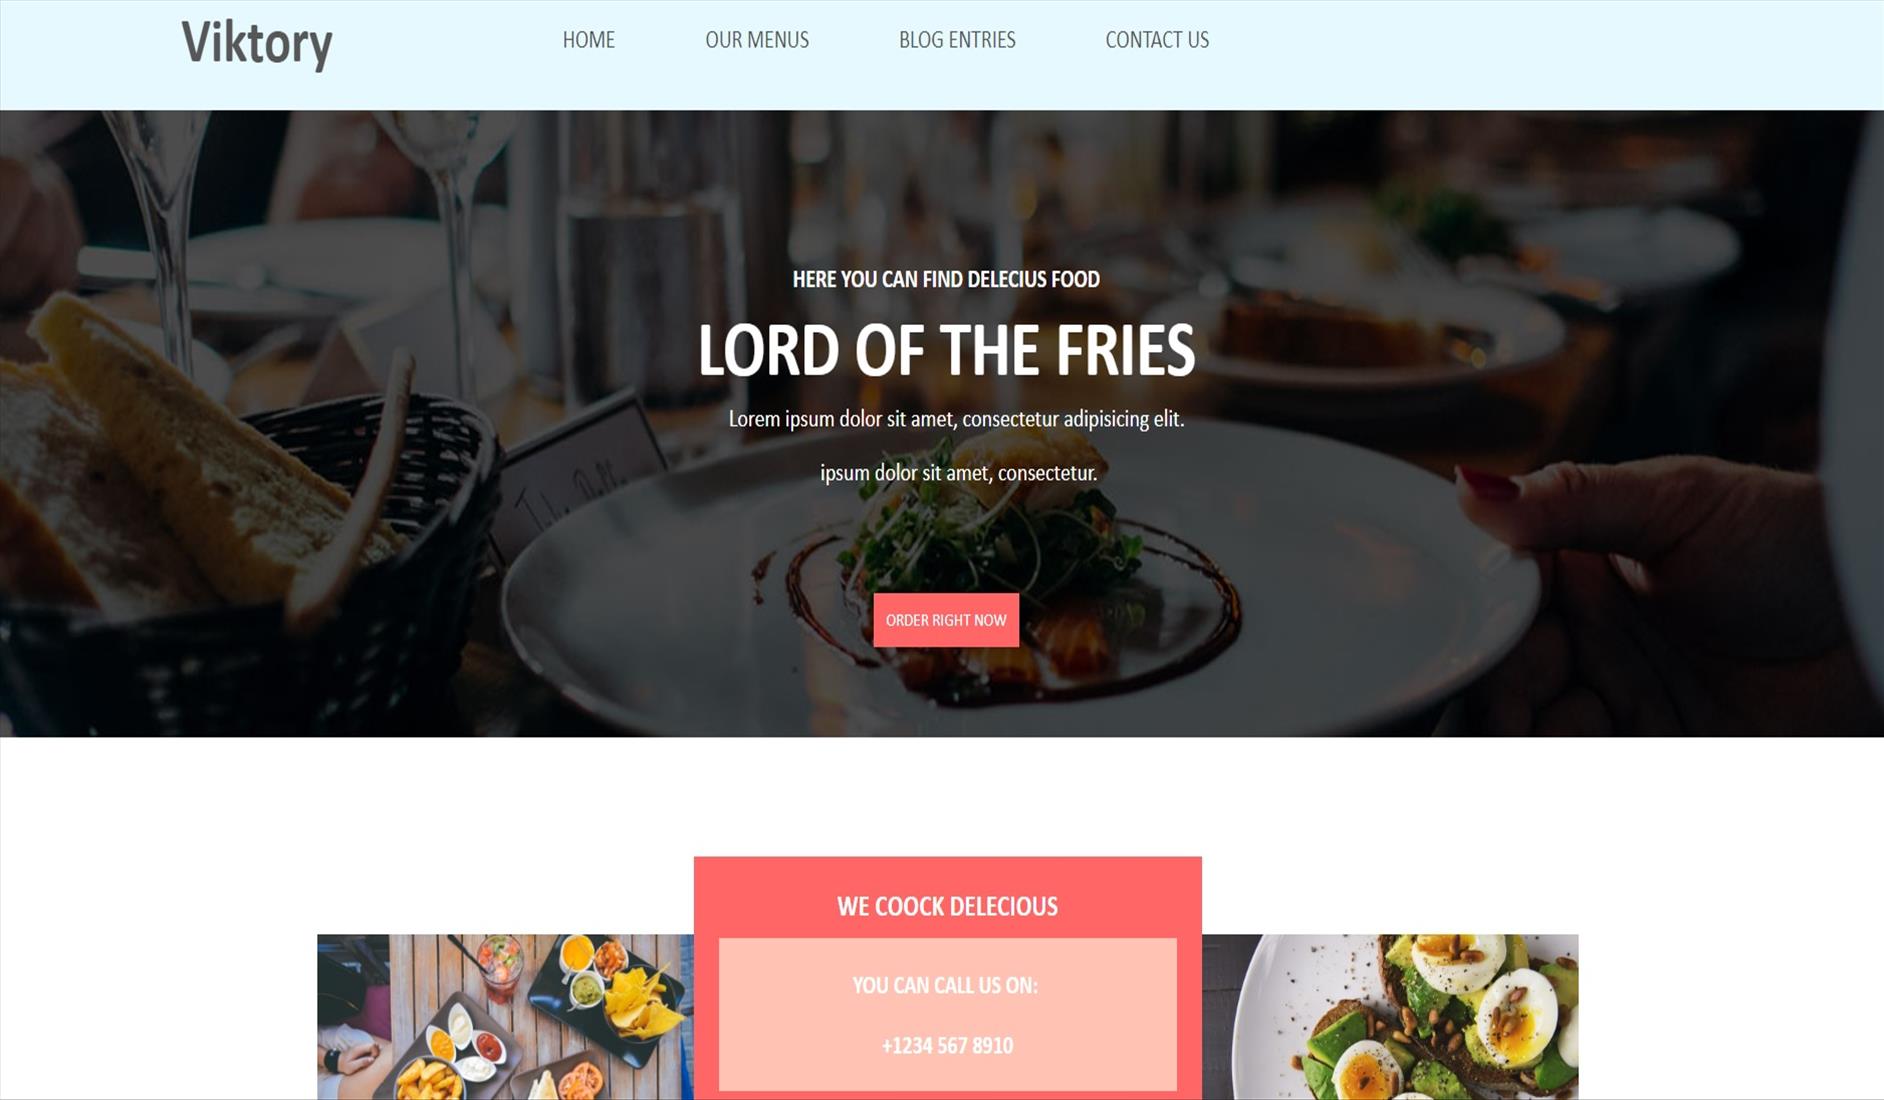 Viktory
HOME OUR MENUS BLOG ENTRIES CONTACT US
HERE YOU CAN FIND DELECIUS FOOD
LORD OF THE FRIES
Lorem ipsum dolor sit amet, consectetur adipisicing elit.
ipsum dolor sit amet, consectetur.
ORDER RIGHT NOW
WE COOCK DELECIOUS
YOU CAN CALL US ON:
+1234 567 8910